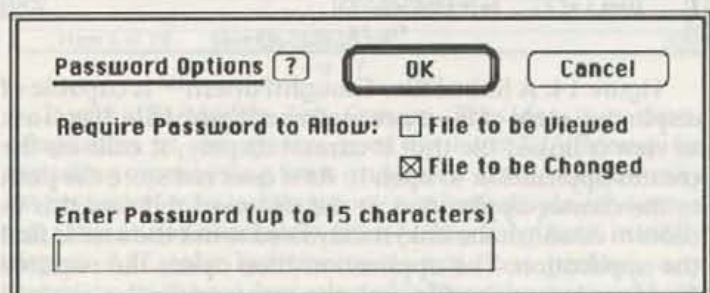 Password Options ? OK Cancel
Require Password to Allow: File to be Viewed
File to be Changed
Enter Password (up to 15 characters)